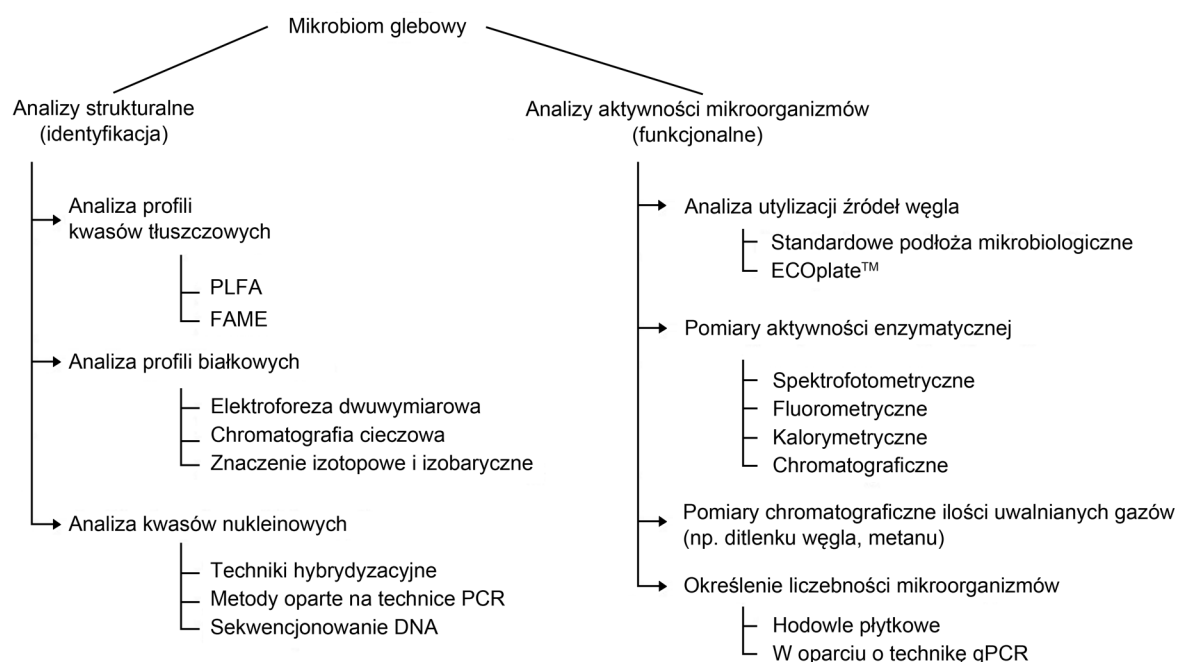 Mikrobiom glebowy
Analizy strukturalne
(identyfikacja)
Analiza profili
kwasów tłuszczowych
PLFA
FAME
Analiza profili białkowych
Elektroforeza dwuwymiarowa
Chromatografia cieczowa
Znaczenie izotopowe i izobaryczne
Analiza kwasów nukleinowych
Techniki hybrydyzacyjne
Metody oparte na technice PCR
Sekwencjonowanie DNA
Analizy aktywności mikroorganizmów
(funkcjonalne)
Analiza utylizacji źródeł węgla
Standardowe podłoża mikrobiologiczne
ECOplate™
Pomiary aktywności enzymatycznej
Spektrofotometryczne
Fluorometryczne
Kalorymetryczne
Chromatograficzne
Pomiary chromatograficzne ilości uwalnianych gazów
(np. ditlenku węgla, metanu)
Określenie liczebności mikroorganizmów
Hodowle płytkowe
W oparciu o technikę qPCR